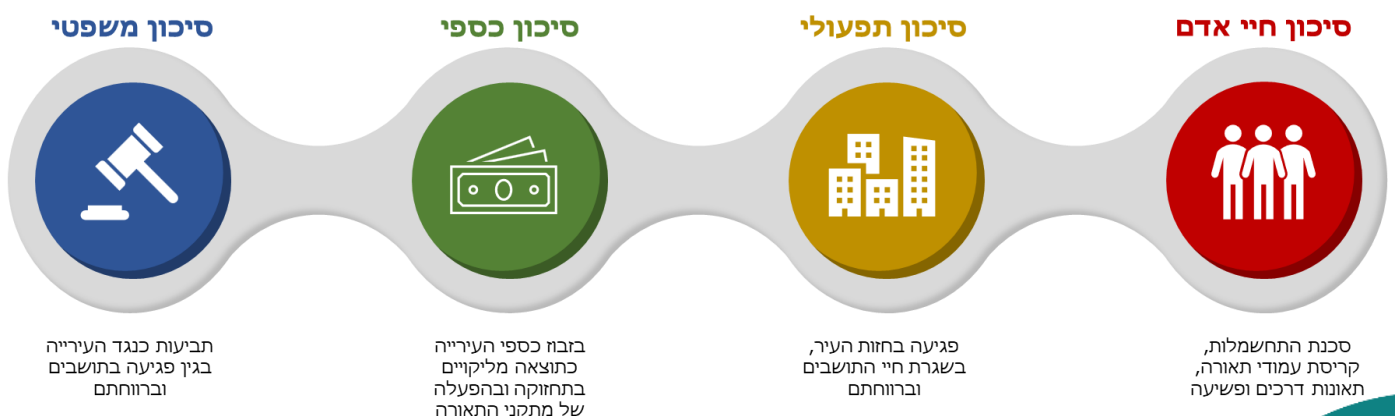 סיכון חיי אדם
סכנת התחשמלות,
קריסת עמודי תאורה,
תאונות דרכים ופשיעה
סיכון תפעולי
פגיעה בחזות העיר,
בשגרת חיי התושבים
וברווחתם
סיכון כספי
בזבוז כספי העירייה
כתוצאה מליקויים
בתחזוקה ובהפעלה
של מתקני התאורה
סיכון משפטי
תביעות כנגד העירייה
בגין פגיעה בתושבים
וברווחתם